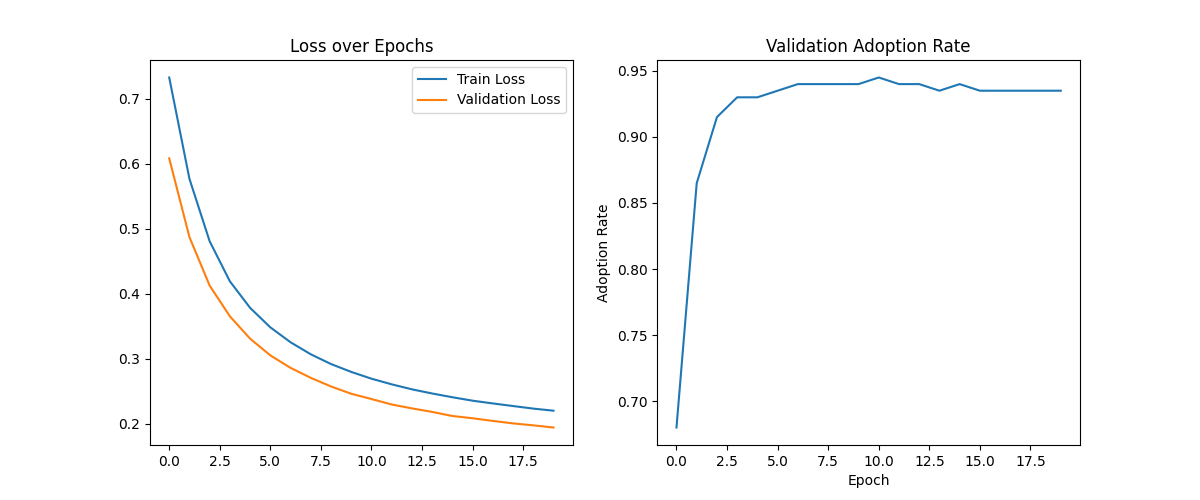 Loss over Epochs
Train Loss
Validation Loss
0.7
0.6
0.5
0.4
0.3
0.2
0.0 2.5 5.0 7.5 10.0 12.5 15.0 17.5
Validation Adoption Rate
Adoption Rate
0.95
0.90
0.85
0.80
0.75
0.70
0.0 2.5 5.0 7.5 10.0 12.5 15.0 17.5
Epoch